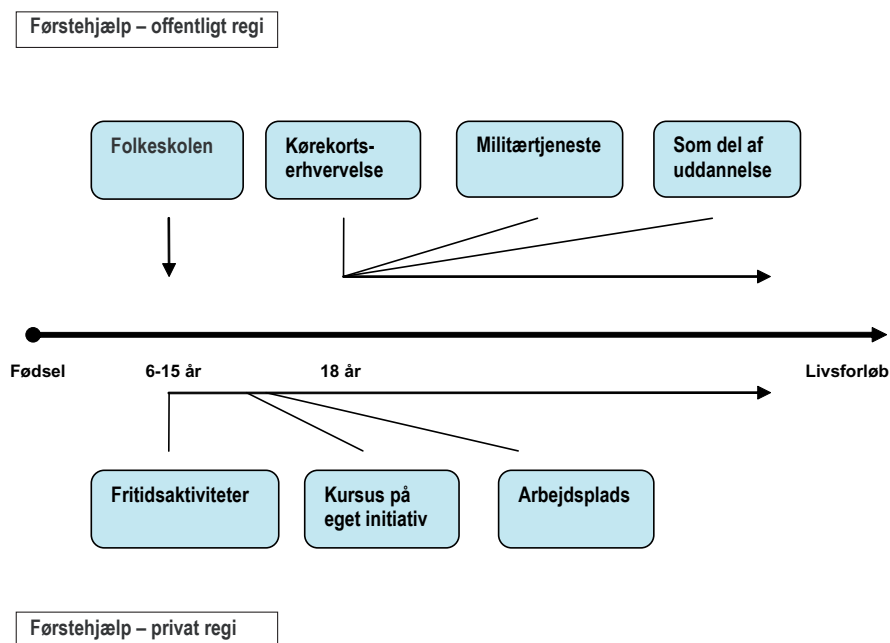 Førstehjælp – offentligt regi
Folkeskolen
Kørekorts-
erhvervelse
Militærtjeneste
Som del af
uddannelse
Fødsel
6-15 år
18 år
Livsforløb
Fritidsaktiviteter
Kursus på
eget initiativ
Arbejdsplads
Førstehjælp – privat regi